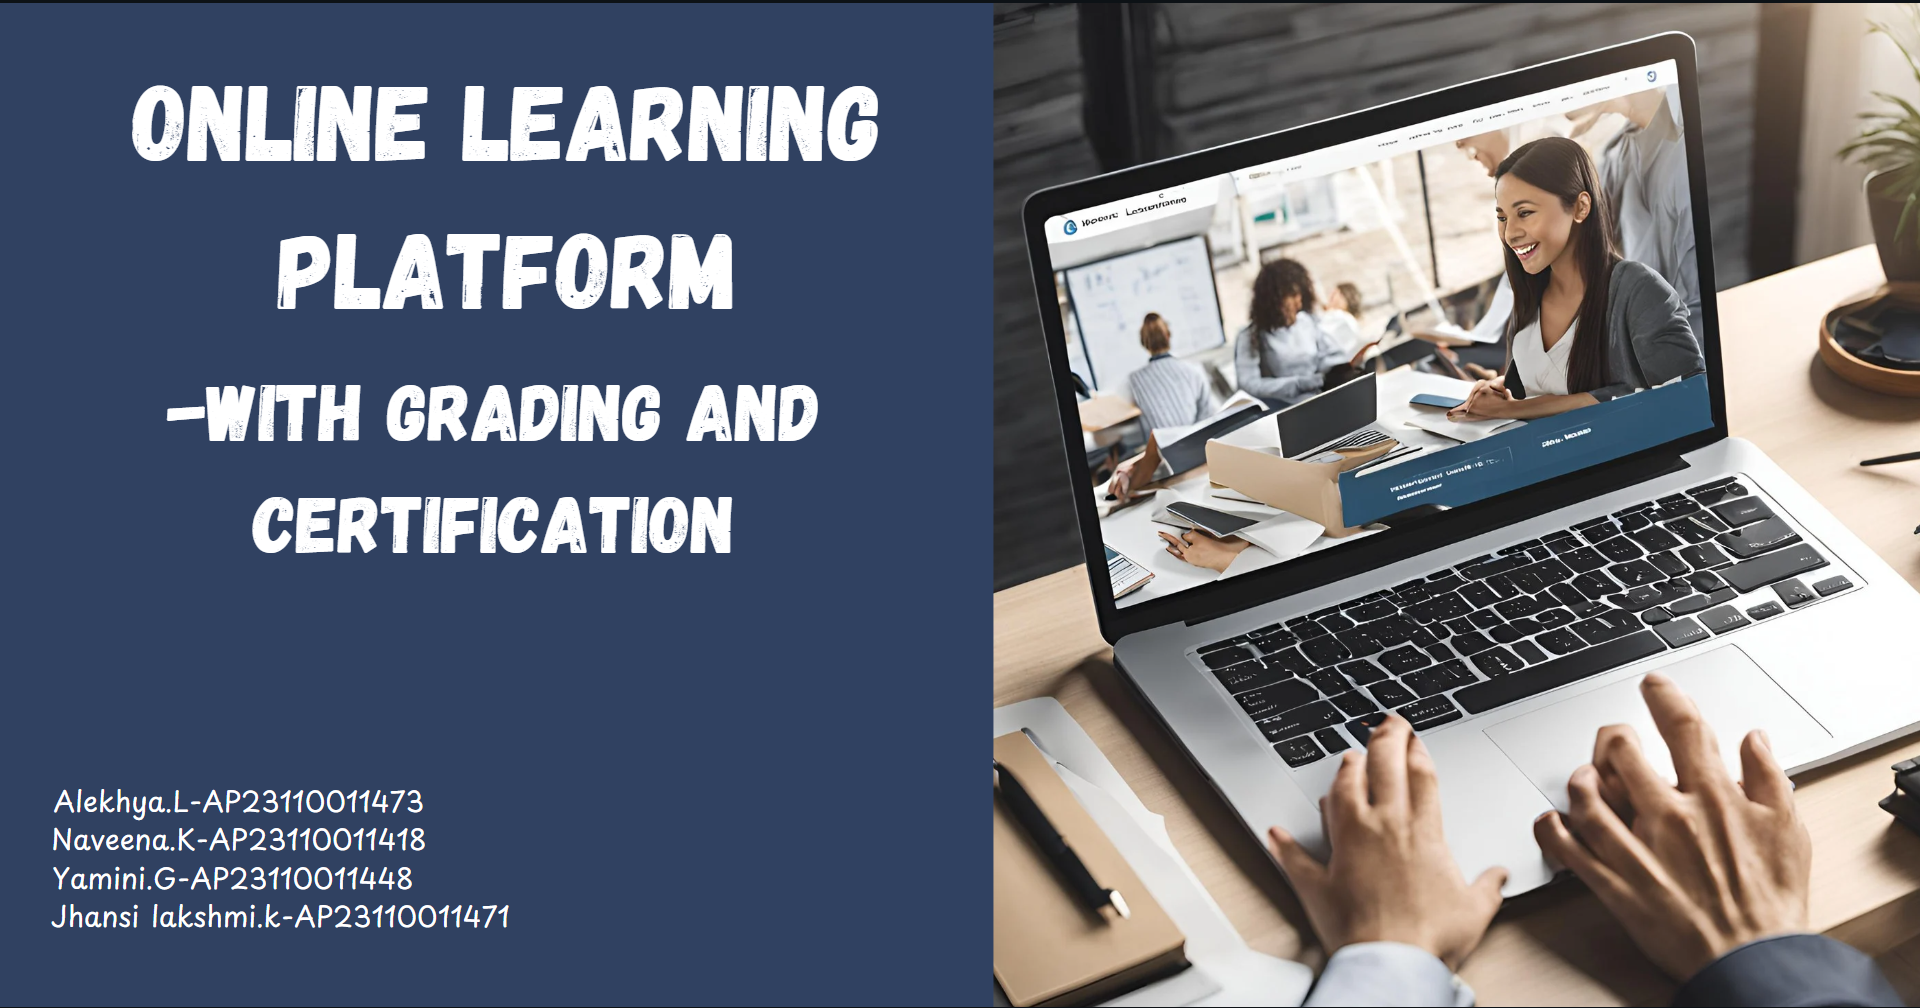 ONLINE LEARNING
PLATFORM
-WITH GRADING AND
CERTIFICATION
Alekhya.L-AP23110011473
Naveena.K-AP23110011418
Yamini.G-AP23110011448
Jhansi lakshmi.k-AP23110011471